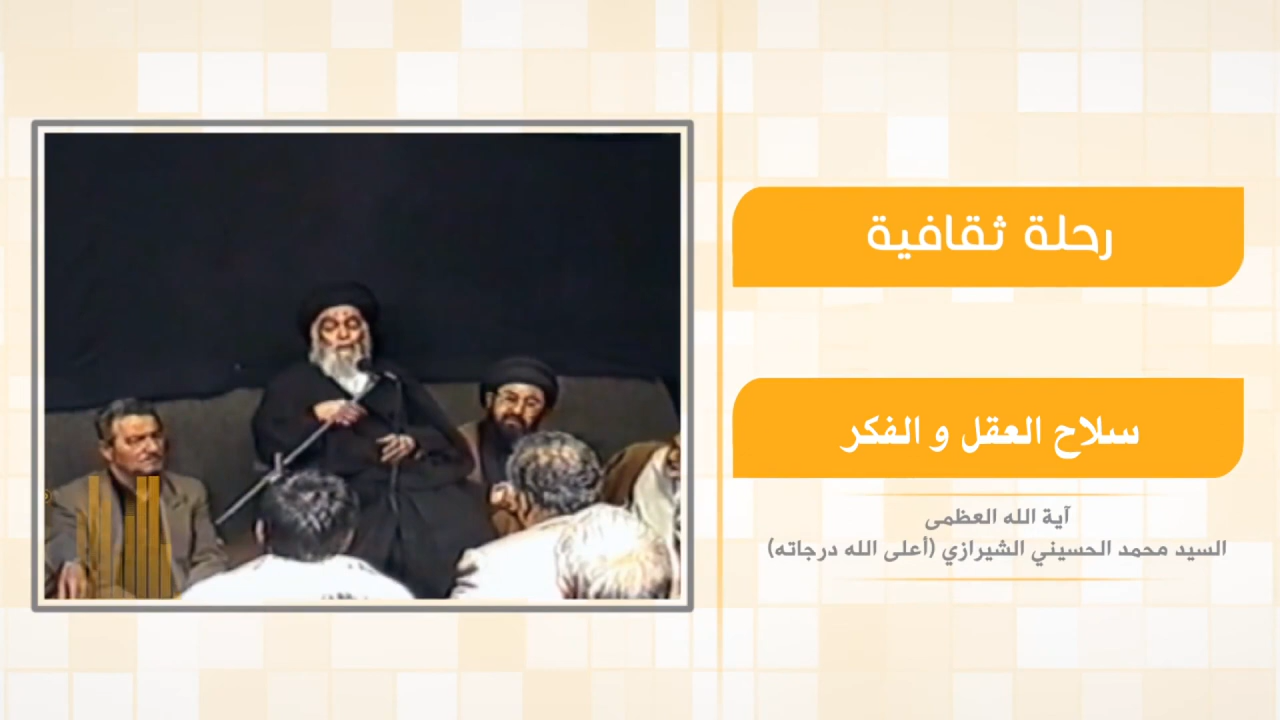 رحلة ثقافية
سلاح العقل و الفكر
آية الله العظمى
السيد محمد الحسيني الشيرازي (أعلى الله درجاته)